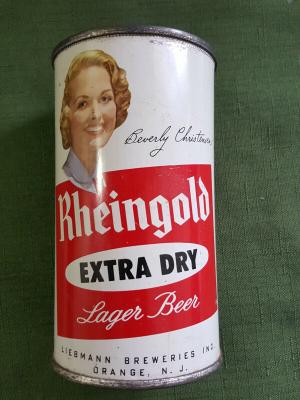 Beverly Christensen
Rheingold
EXTRA DRY
Lager Beer
LIEBMANN BREWERIES INC.
ORANGE, N. J.